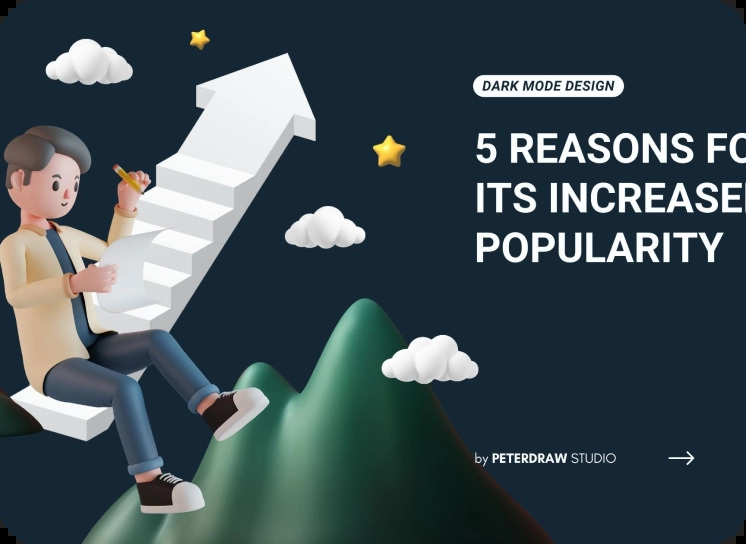 DARK MODE DESIGN
5 REASONS FO
ITS INCREASE
POPULARITY
by PETERDRAW STUDIO